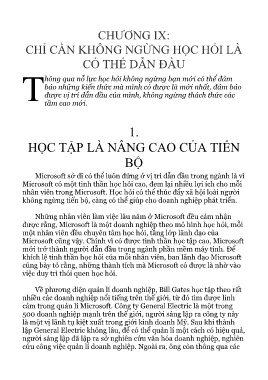 CHƯƠNG IX:
CHỈ CẦN KHÔNG NGỪNG HỌC HỎI LÀ
CÓ THỂ DẪN ĐẦU
Thông qua nỗ lực học hỏi không ngừng bạn mới có thể đảm
bảo những kiến thức mà mình có được là mới nhất, đảm bảo
được vị trí dẫn đầu của mình, không ngừng thách thức các
tầm cao mới.
1.
HỌC TẬP LÀ NÂNG CAO CỦA TIẾN
BỘ
Microsoft sở dĩ có thể luôn đứng ở vị trí dẫn đầu trong ngành là vì
Microsoft có một tinh thần học hỏi cao, đem lại nhiều lợi ích cho mỗi
nhân viên trong Microsoft. Học hỏi có thể thúc đẩy xã hội loài người
không ngừng tiến bộ, càng có thể giúp cho doanh nghiệp phát triển.
Những nhân viên làm việc lâu năm ở Microsoft đều cảm nhận
được rằng, Microsoft là một doanh nghiệp theo mô hình học hỏi, mỗi
một nhân viên đều chuyên tâm học hỏi, tầng lớp lãnh đạo của
Microsoft cũng vậy. Chính vì có được tinh thần học tập cao, Microsoft
mới trở thành người dẫn đầu trong ngành phần mềm máy tính. Để
khích lệ tinh thần học hỏi của mỗi nhân viên, ban lãnh đạo Microsoft
cũng bày tỏ rằng, những thành tích mà Microsoft có được là nhờ vào
việc duy trì thói quen học hỏi.
Về phương diện quản lí doanh nghiệp, Bill Gates học tập theo rất
nhiều các doanh nghiệp nổi tiếng trên thế giới, từ đó tìm được linh
cảm trong quản lí Microsoft. Công ty General Electric là một trong
500 doanh nghiệp mạnh trên thế giới, người sáng lập ra công ty này
là một vị lãnh tụ kiệt xuất trong giới kinh doanh Mỹ. Sau khi thành
lập General Electric không lâu, để có thể quản lí một cách có hiệu quả,
người sáng lập đã lập ra sở nghiên cứu văn hóa doanh nghiệp, nghiên
cứu công việc quản lí doanh nghiệp. Ngoài ra, ông còn thông qua các